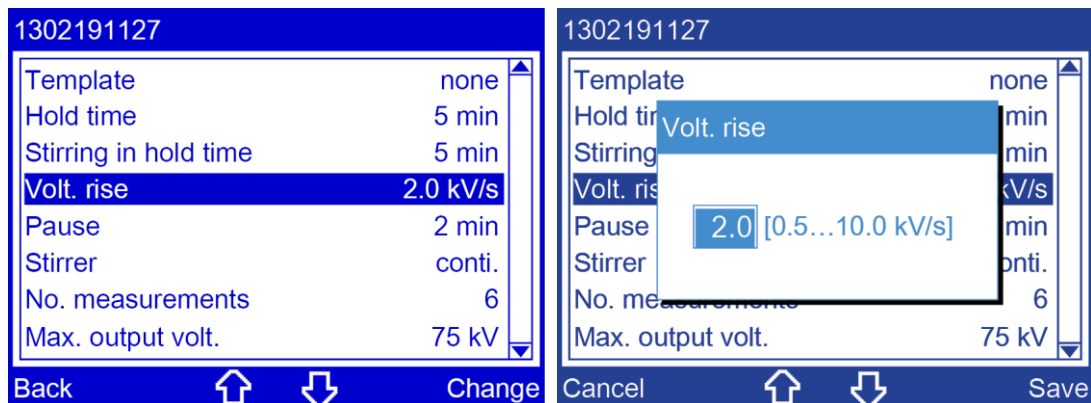 1302191127
Template none
Hold time 5 min
Stirring in hold time 5 min
Volt. rise 2.0 kV/s
Pause 2 min
Stirrer conti.
No. measurements 6
Max. output volt. 75 kV
Back Change
1302191127
Template none
Hold tim min
Volt. rise
Stirring min
Volt. ris kV/s
Pause 2.0 [0.5...10.0 kV/s] min
Stirrer onti.
No. measurements 6
Max. output volt. 75 kV
Cancel Save